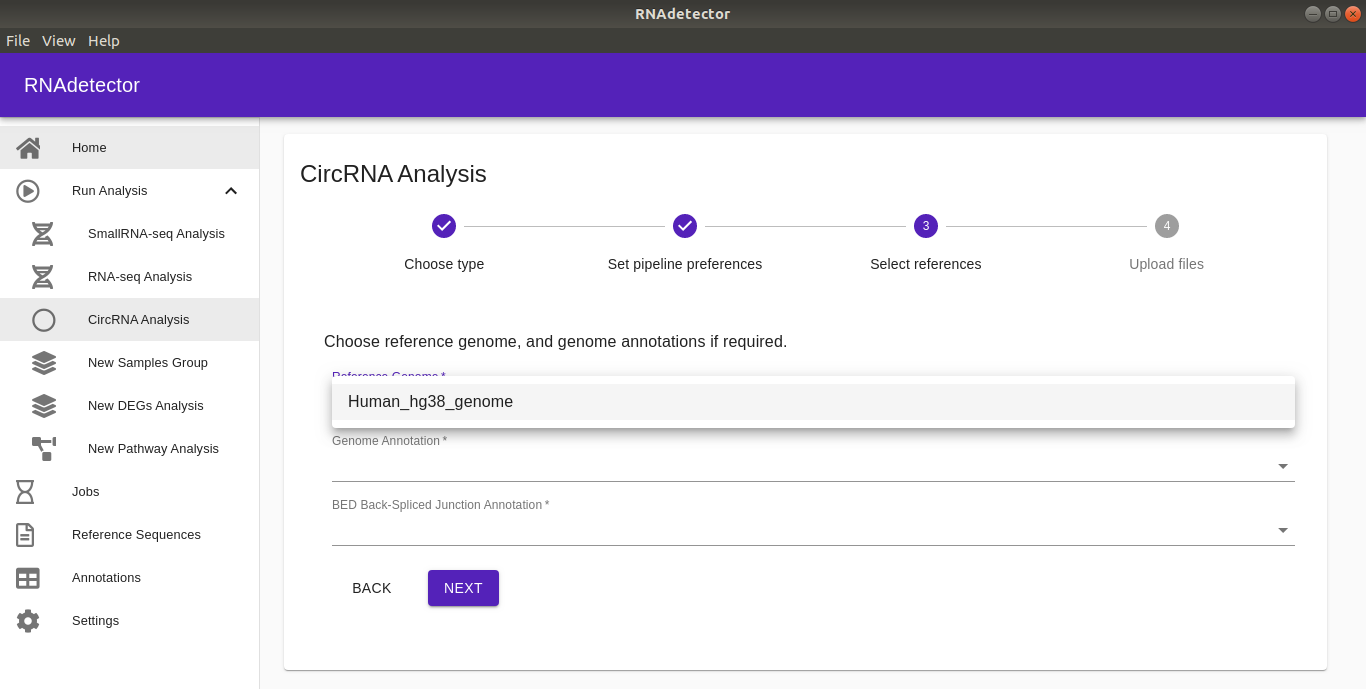 RNAdetector
File View Help
RNAdetector
Home
Run Analysis
SmallRNA-seq Analysis
RNA-seq Analysis
CircRNA Analysis
New Samples Group
New DEGs Analysis
New Pathway Analysis
Jobs
Reference Sequences
Annotations
Settings
CircRNA Analysis
3
4
Choose type
Set pipeline preferences
Select references
Upload files
Choose reference genome, and genome annotations if required.
Reference Genome *
Human_hg38_genome
Genome Annotation *
BED Back-Spliced Junction Annotation *
BACK
NEXT